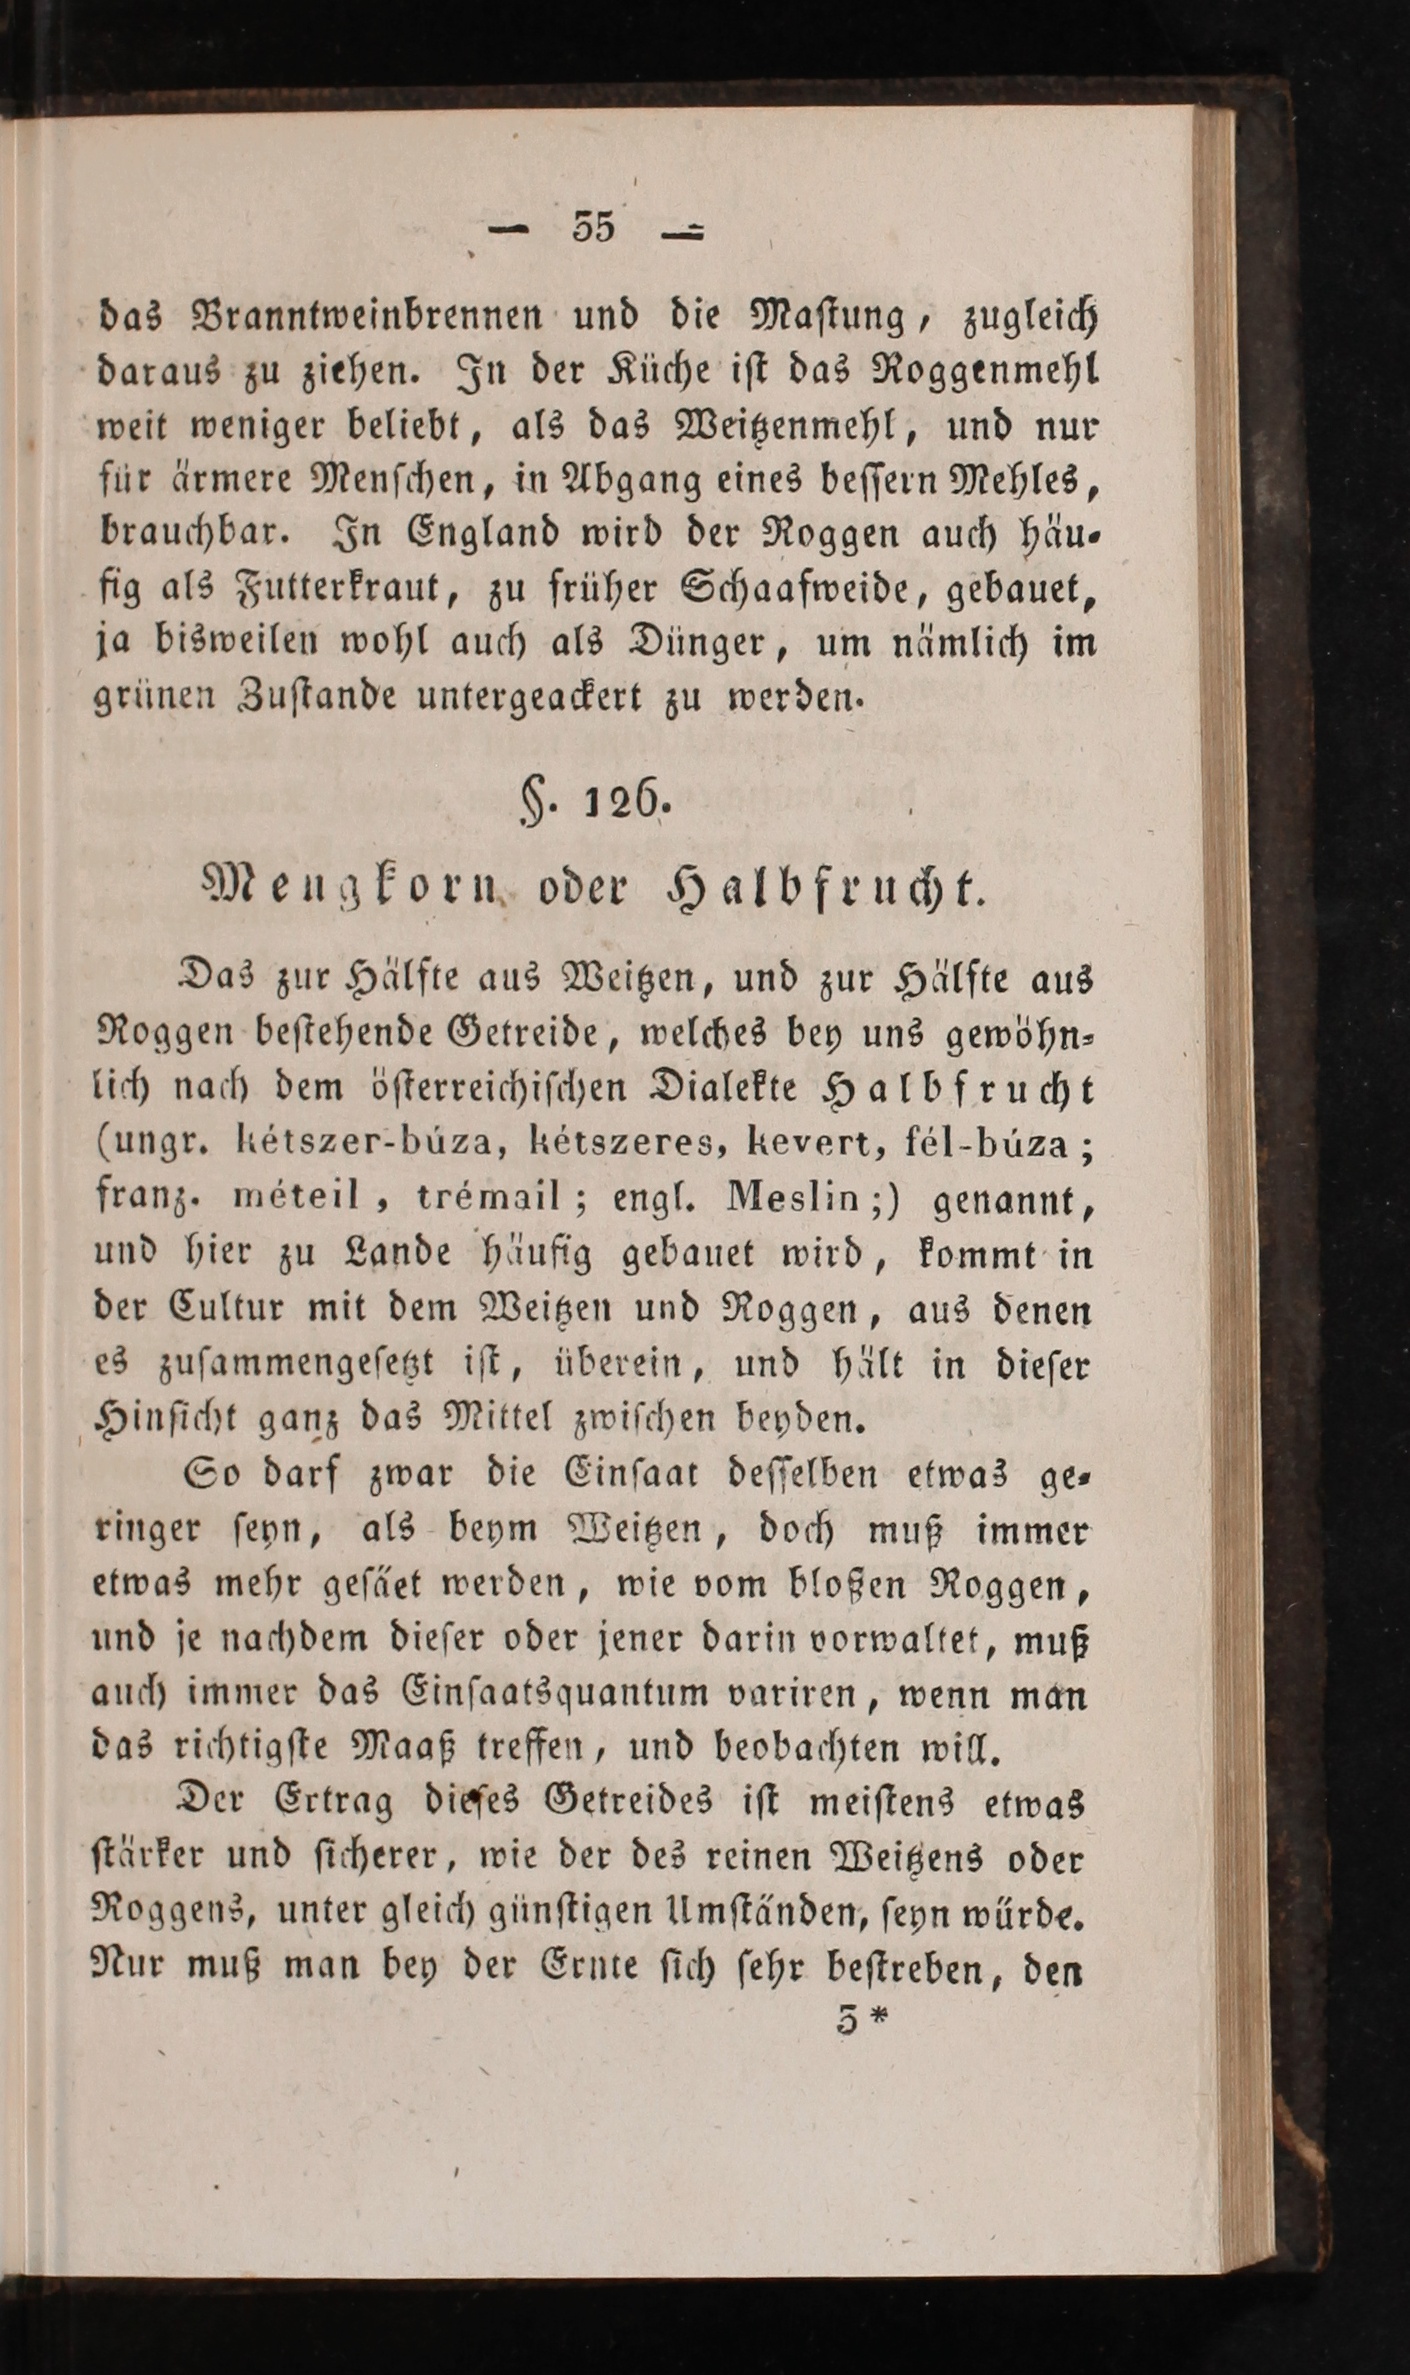 — 35 —
das Branntweinbrennen und die Maſtung, zugleich
daraus zu ziehen. In der Küche iſt das Roggenmehl
weit weniger beliebt, als das Weitzenmehl, und nur
für ärmere Menſchen, in Abgang eines beſſern Mehles,
brauchbar. In England wird der Roggen auch häu-
fig als Futterkraut, zu früher Schaafweide, gebauet,
ja bisweilen wohl auch als Dünger, um nämlich im
grünen Zuſtande untergeackert zu werden.
§. 126.
Mengkorn oder Halbfrucht.
Das zur Hälfte aus Weitzen, und zur Hälfte aus
Roggen beſtehende Getreide, welches bey uns gewöhn-
lich nach dem öſterreichiſchen Dialekte Halbfrucht
(ungr. kétszer-búza, kétszeres, kevert, fél-búza;
franz. méteil, trémail; engl. Meslin;) genannt,
und hier zu Lande häufig gebauet wird, kommt in
der Cultur mit dem Weitzen und Roggen, aus denen
es zuſammengeſetzt iſt, überein, und hält in dieſer
Hinſicht ganz das Mittel zwiſchen beyden.
So darf zwar die Einſaat deſſelben etwas ge-
ringer ſeyn, als beym Weitzen, doch muß immer
etwas mehr geſäet werden, wie vom bloßen Roggen,
und je nachdem dieſer oder jener darin vorwaltet, muß
auch immer das Einſaatsquantum variren, wenn man
das richtigſte Maaß treffen, und beobachten will.
Der Ertrag dieſes Getreides iſt meiſtens etwas
ſtärker und ſicherer, wie der des reinen Weitzens oder
Roggens, unter gleich günſtigen Umſtänden, ſeyn würde.
Nur muß man bey der Ernte ſich ſehr beſtreben, den
3*